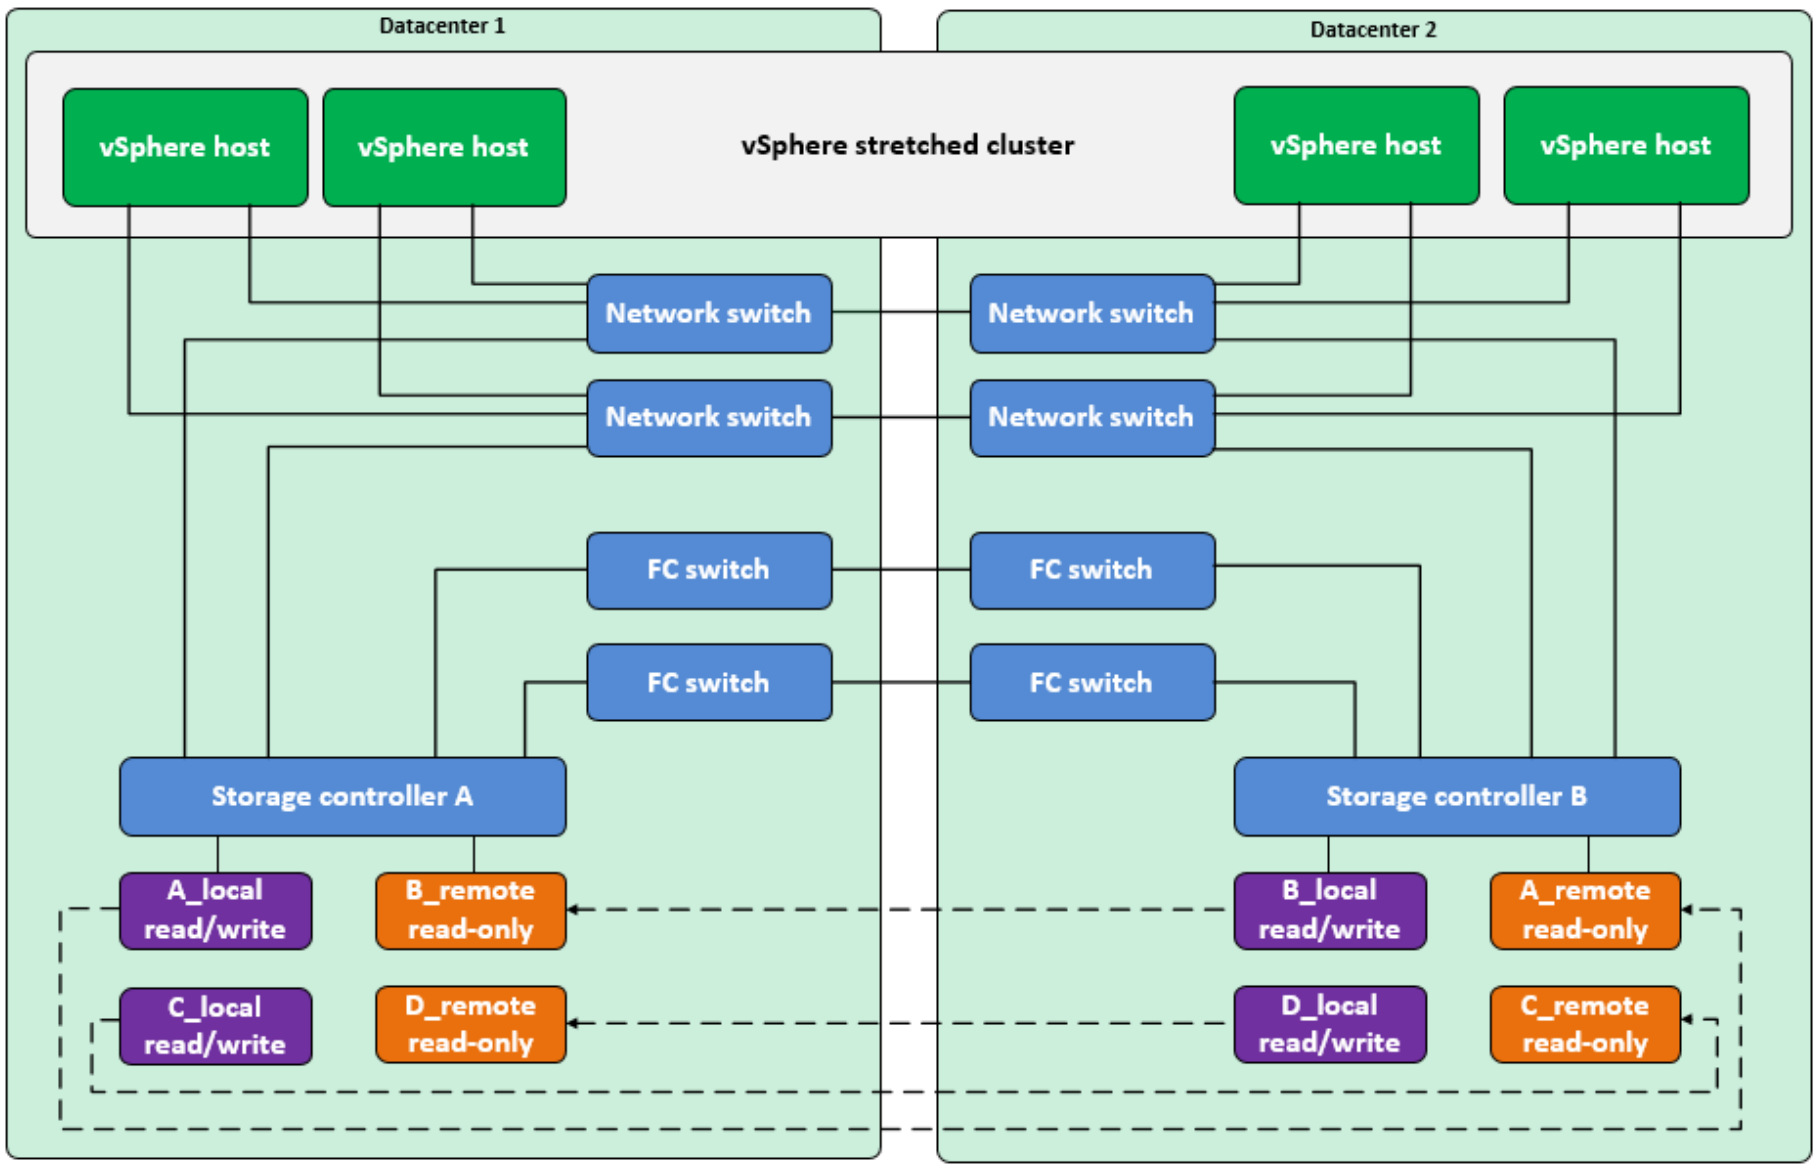 Datacenter 1
Datacenter 2
vSphere host
vSphere host
vSphere stretched cluster
vSphere host
vSphere host
Network switch
Network switch
Network switch
Network switch
FC switch
FC switch
FC switch
FC switch
Storage controller A
Storage controller B
A_local
read/write
B_remote
read-only
B_local
read/write
A_remote
read-only
C_local
read/write
D_remote
read-only
D_local
read/write
C_remote
read-only